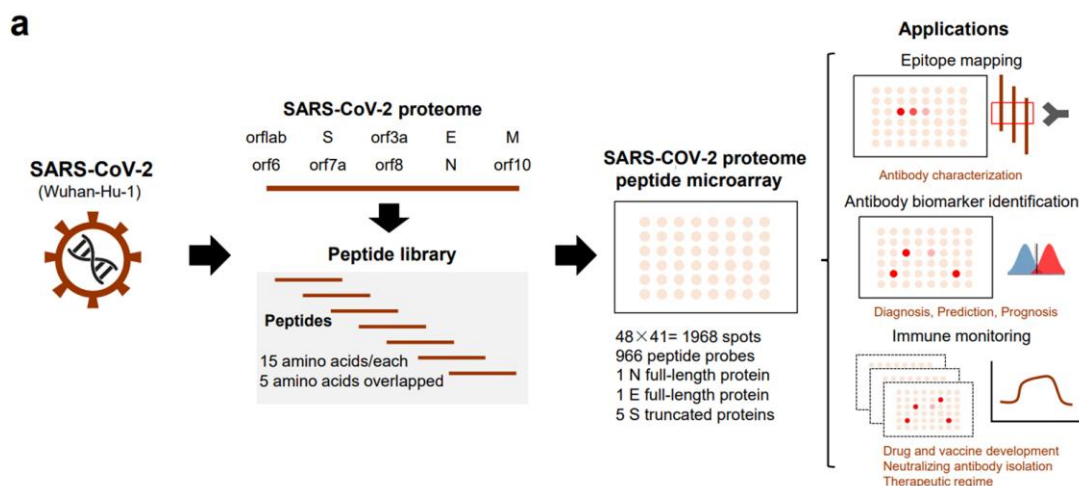 a
SARS-CoV-2
(Wuhan-Hu-1)
SARS-CoV-2 proteome
orflab S orf3a E M
orf6 orf7a orf8 N orf10
Peptide library
Peptides
15 amino acids/each
5 amino acids overlapped
SARS-COV-2 proteome
peptide microarray
48×41= 1968 spots
966 peptide probes
1 N full-length protein
1 E full-length protein
5 S truncated proteins
Applications
Epitope mapping
Antibody characterization
Antibody biomarker identification
Diagnosis, Prediction, Prognosis
Immune monitoring
Drug and vaccine development
Neutralizing antibody isolation
Therapeutic regime